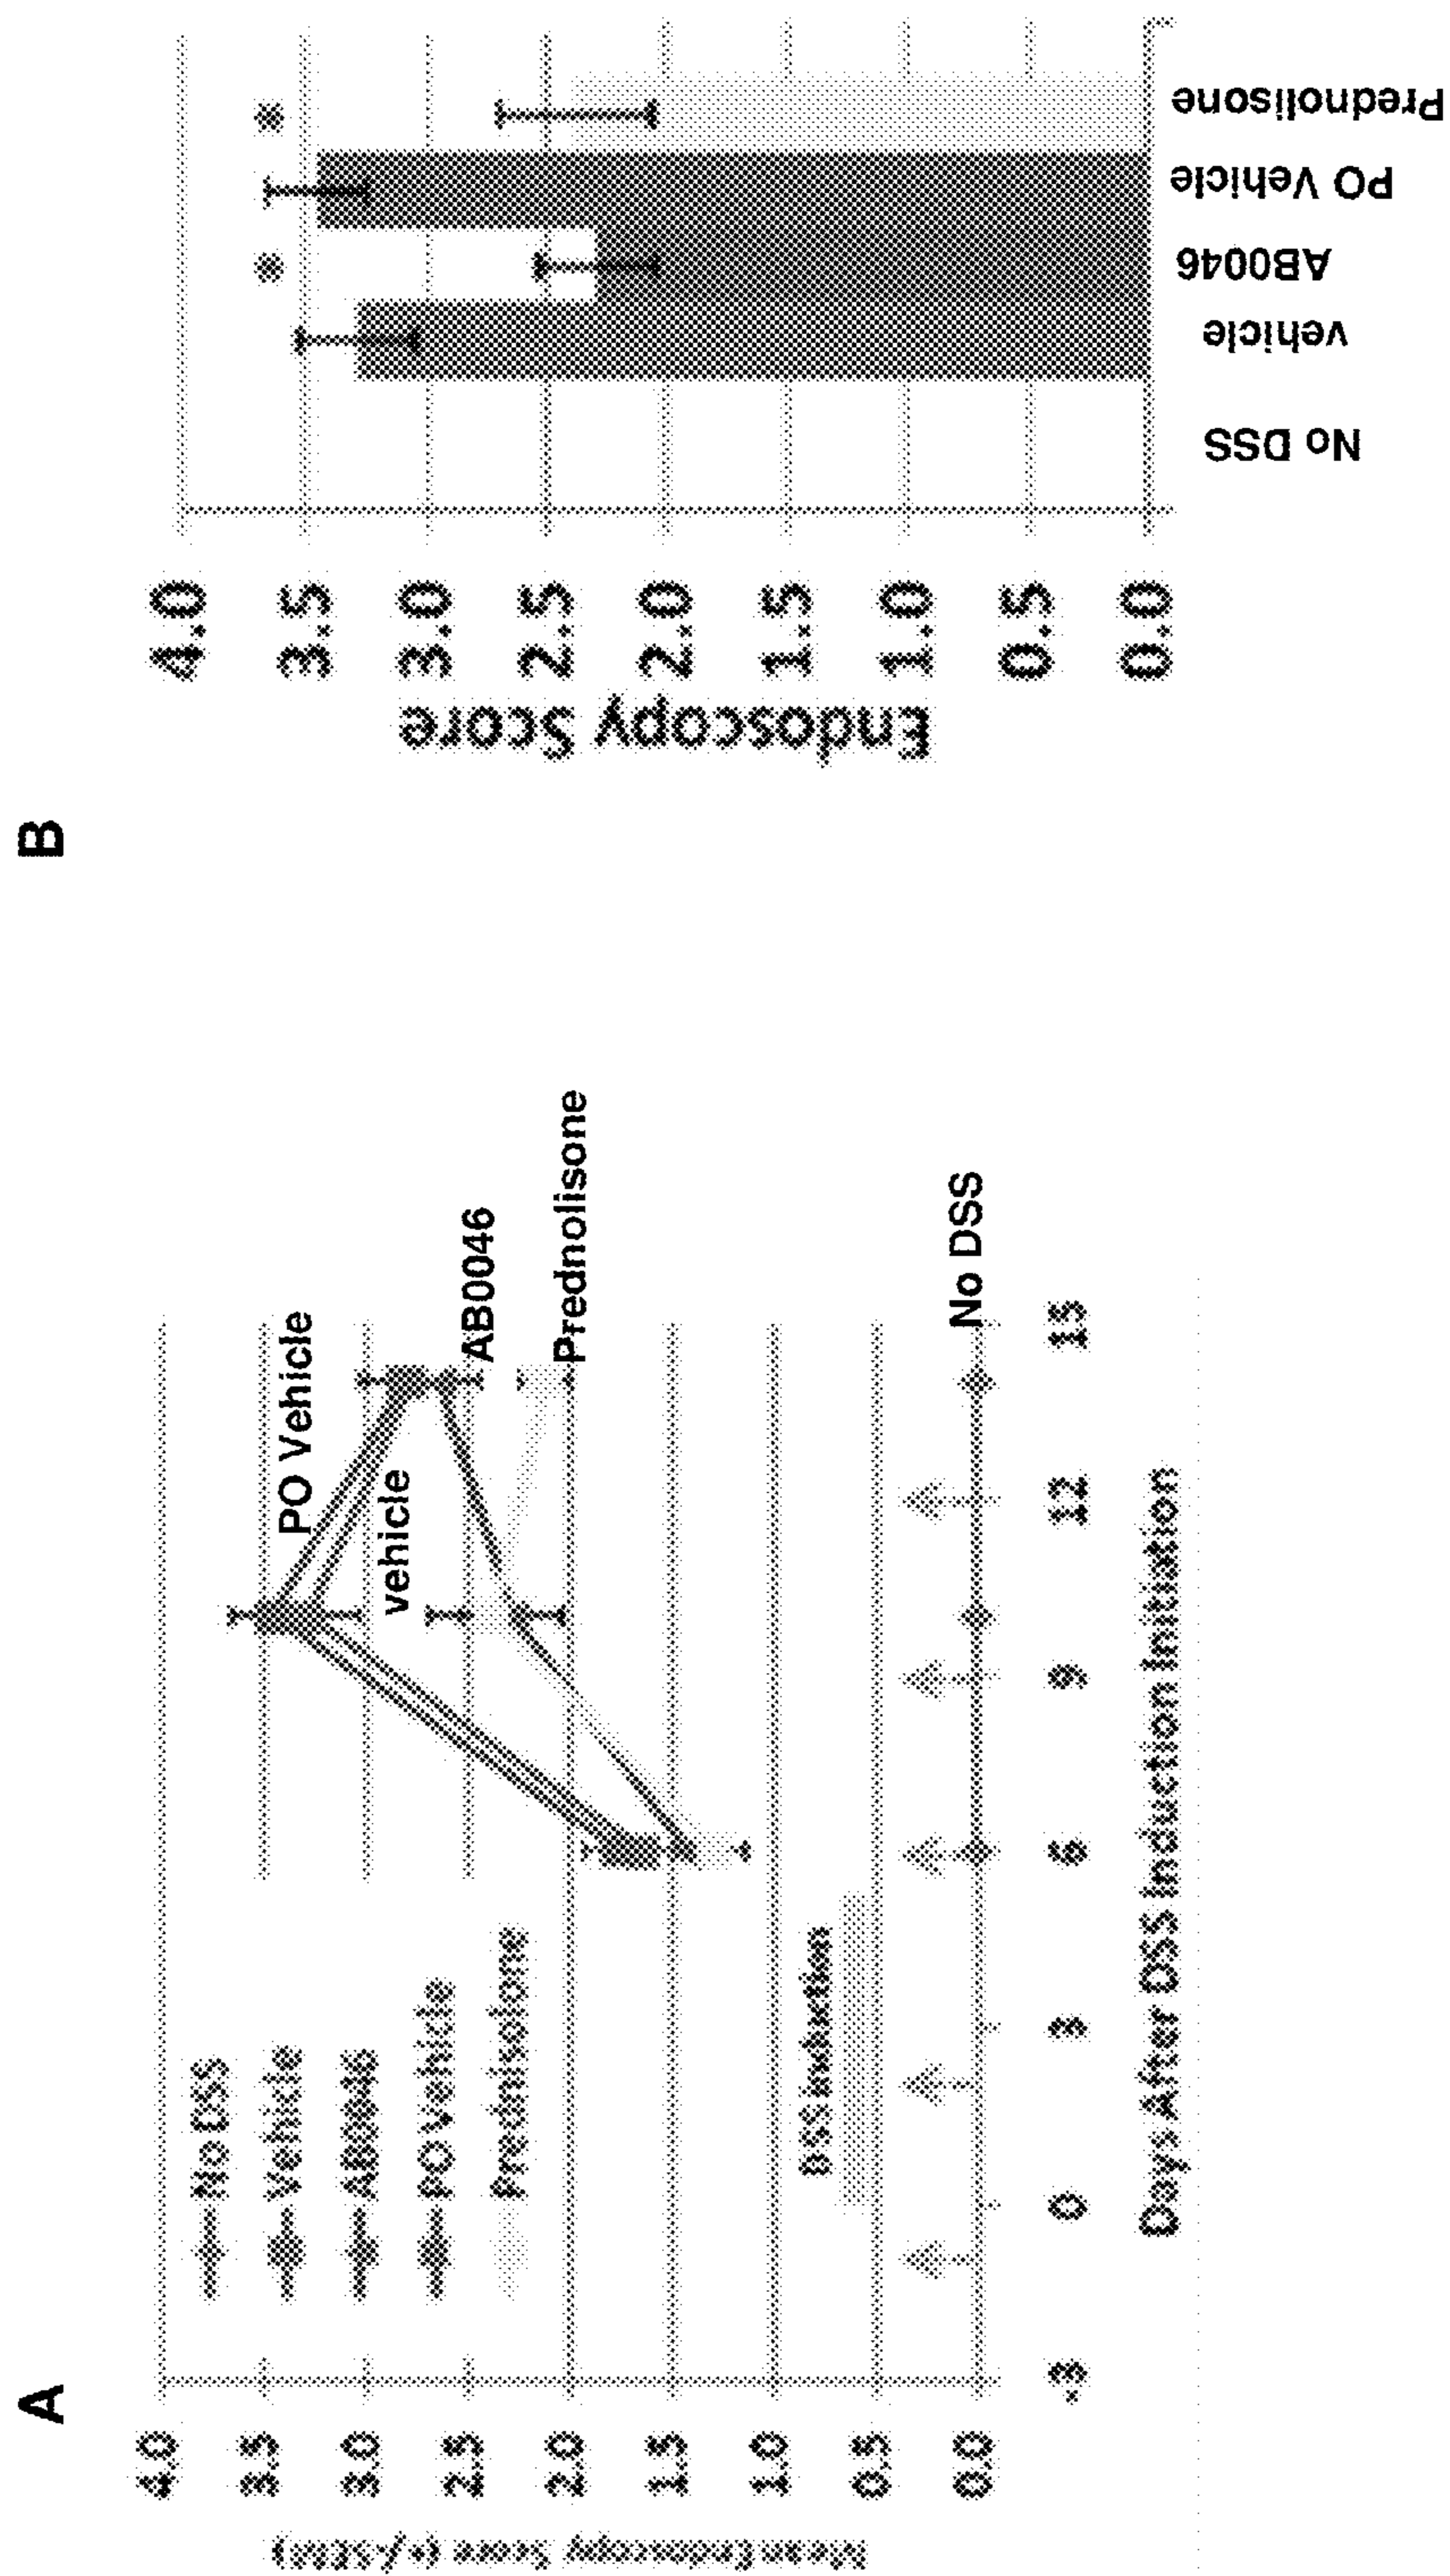 A
Mean Endoscopy Score (+/-SEM)
4.0
3.5
3.0
2.5
2.0
1.5
1.0
0.5
0.0
No DSS
Vehicle
AB0046
PO Vehicle
Prednisolone
DSS induction
PO Vehicle
vehicle
AB0046
Prednolisone
No DSS
-3 0 3 6 9 12 15
Days After DSS Induction Initiation
B
Endoscopy Score
4.0
3.5
3.0
2.5
2.0
1.5
1.0
0.5
0.0
* *
No DSS
vehicle
AB0046
PO Vehicle
Prednolisone